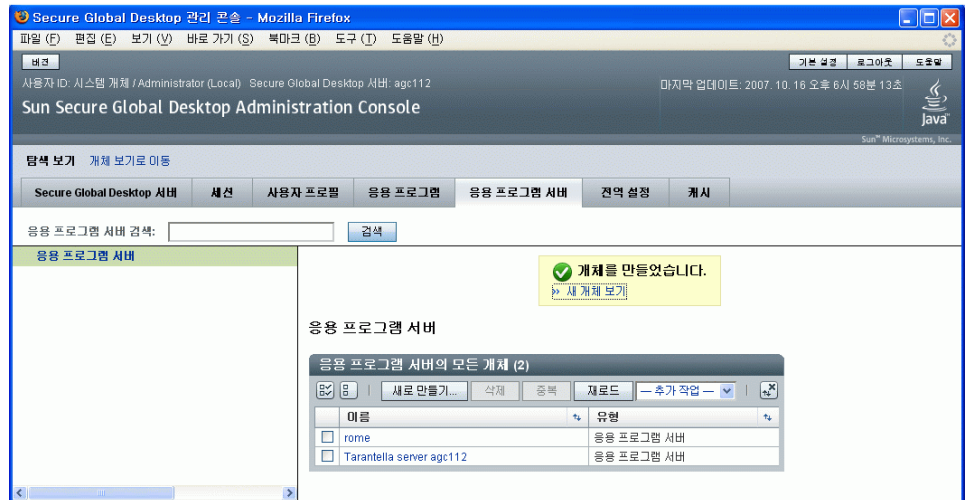 Secure Global Desktop 관리 콘솔 - Mozilla Firefox
파일 (F) 편집 (E) 보기 (V) 바로 가기 (S) 북마크 (B) 도구 (T) 도움말 (H)
버전 기본 설정 로그아웃 도움말
사용자 ID: 시스템 개체 / Administrator (Local) Secure Global Desktop 서버: agc112 마지막 업데이트: 2007. 10. 16 오후 6시 58분 13초
Sun Secure Global Desktop Administration Console
Java™
Sun™ Microsystems, Inc.
탐색 보기 개체 보기로 이동
Secure Global Desktop 서버 세션 사용자 프로필 응용 프로그램 응용 프로그램 서버 전역 설정 캐시
응용 프로그램 서버 검색: 검색
응용 프로그램 서버
개체를 만들었습니다.
›› 새 개체 보기
응용 프로그램 서버
응용 프로그램 서버의 모든 개체 (2)
새로 만들기... 삭제 중복 재로드 — 추가 작업 —
이름 유형
rome 응용 프로그램 서버
Tarantella server agc112 응용 프로그램 서버